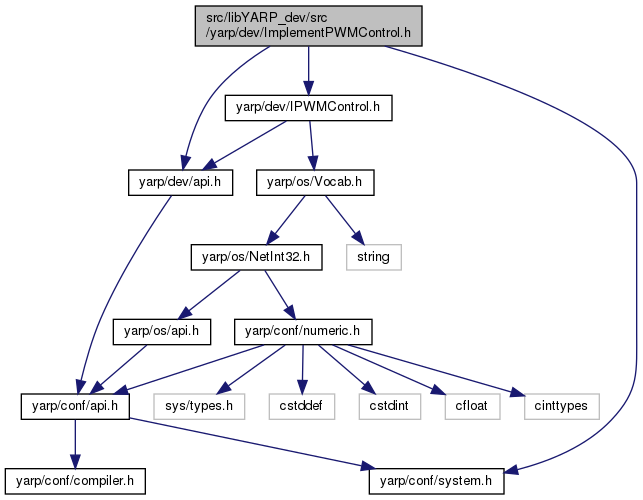 src/libYARP_dev/src
/yarp/dev/ImplementPWMControl.h
yarp/dev/IPWMControl.h
yarp/dev/api.h
yarp/os/Vocab.h
yarp/os/NetInt32.h
string
yarp/os/api.h
yarp/conf/numeric.h
yarp/conf/api.h
sys/types.h
cstddef
cstdint
cfloat
cinttypes
yarp/conf/compiler.h
yarp/conf/system.h